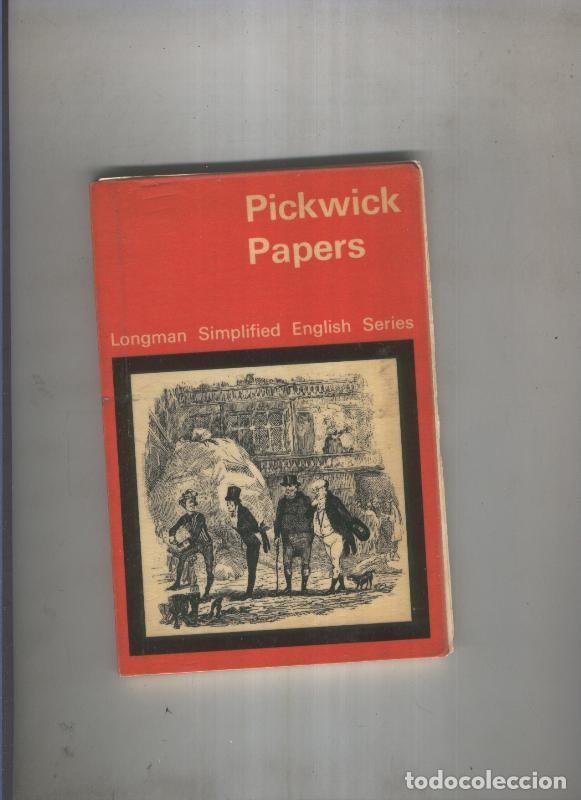 Pickwick
Papers
Longman Simplified English Series
todocoleccion